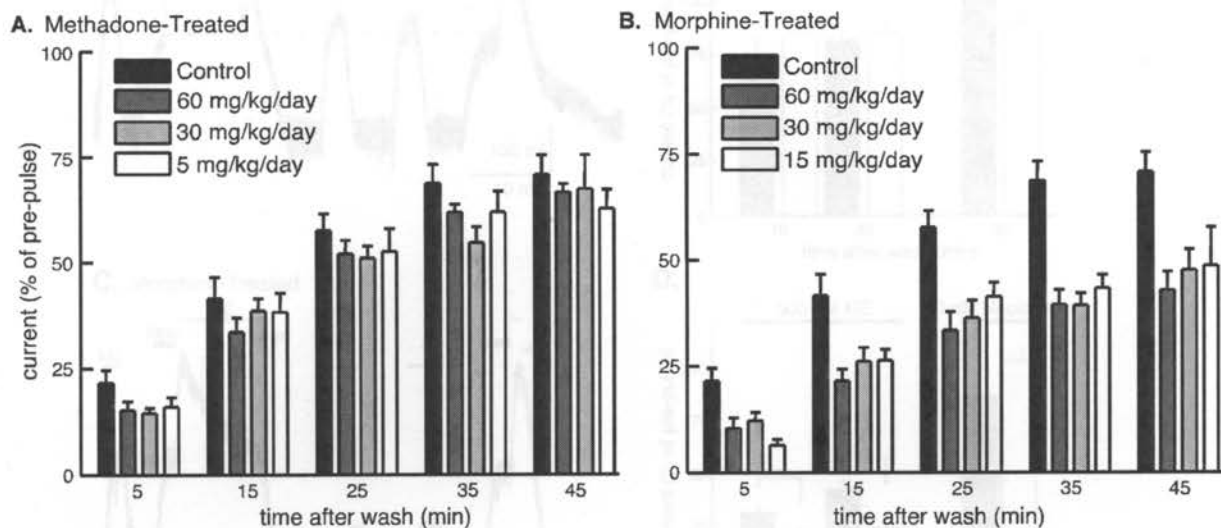 A. Methadone-Treated
100
75
50
25
0
current (% of pre-pulse)
Control
60 mg/kg/day
30 mg/kg/day
5 mg/kg/day
5 15 25 35 45
time after wash (min)
B. Morphine-Treated
100
75
50
25
0
Control
60 mg/kg/day
30 mg/kg/day
15 mg/kg/day
5 15 25 35 45
time after wash (min)